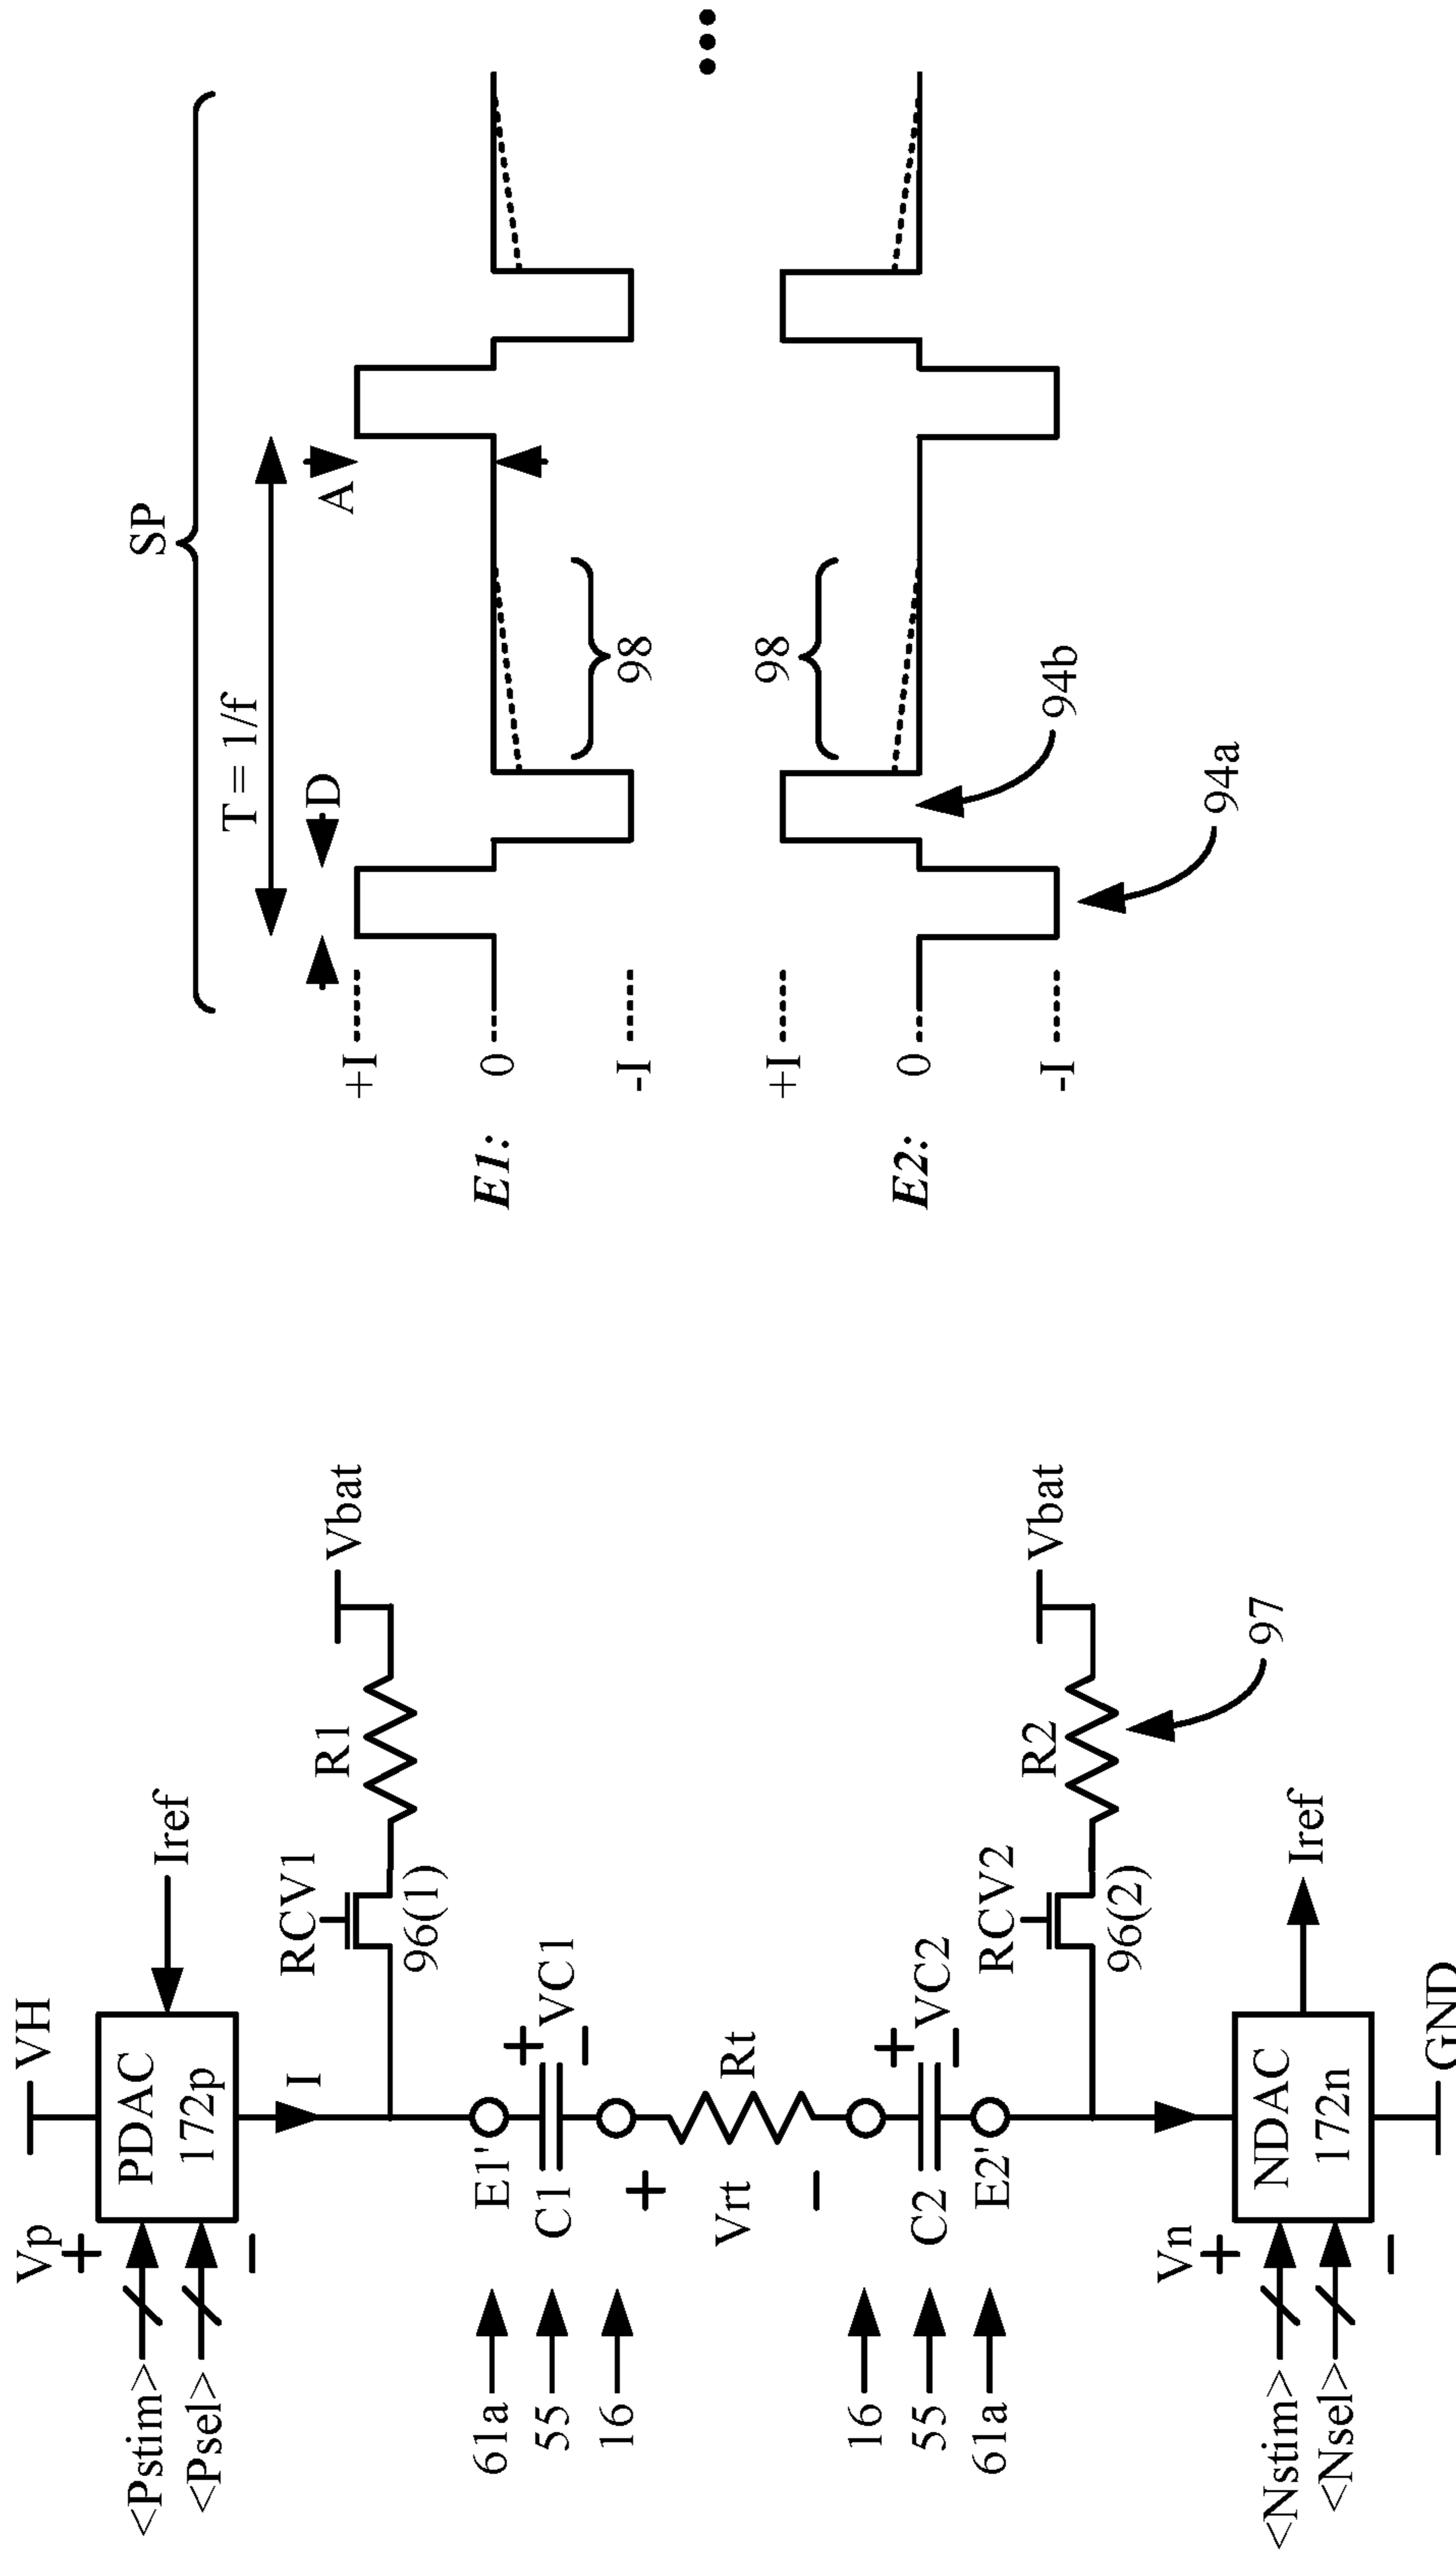 VH
Vp
+
PDAC
172p
-
<Pstim>
<Psel>
Iref
I
RCV1
96(1)
R1
Vbat
61a
E1'
55
C1
+
VC1
-
16
+
Vrt
-
Rt
16
55
C2
+
VC2
-
61a
E2'
RCV2
96(2)
R2
Vbat
97
Vn
+
NDAC
172n
-
<Nstim>
<Nsel>
Iref
GND
SP
T = 1/f
D
A
E1:
+I
0
-I
98
E2:
+I
0
-I
98
94b
94a